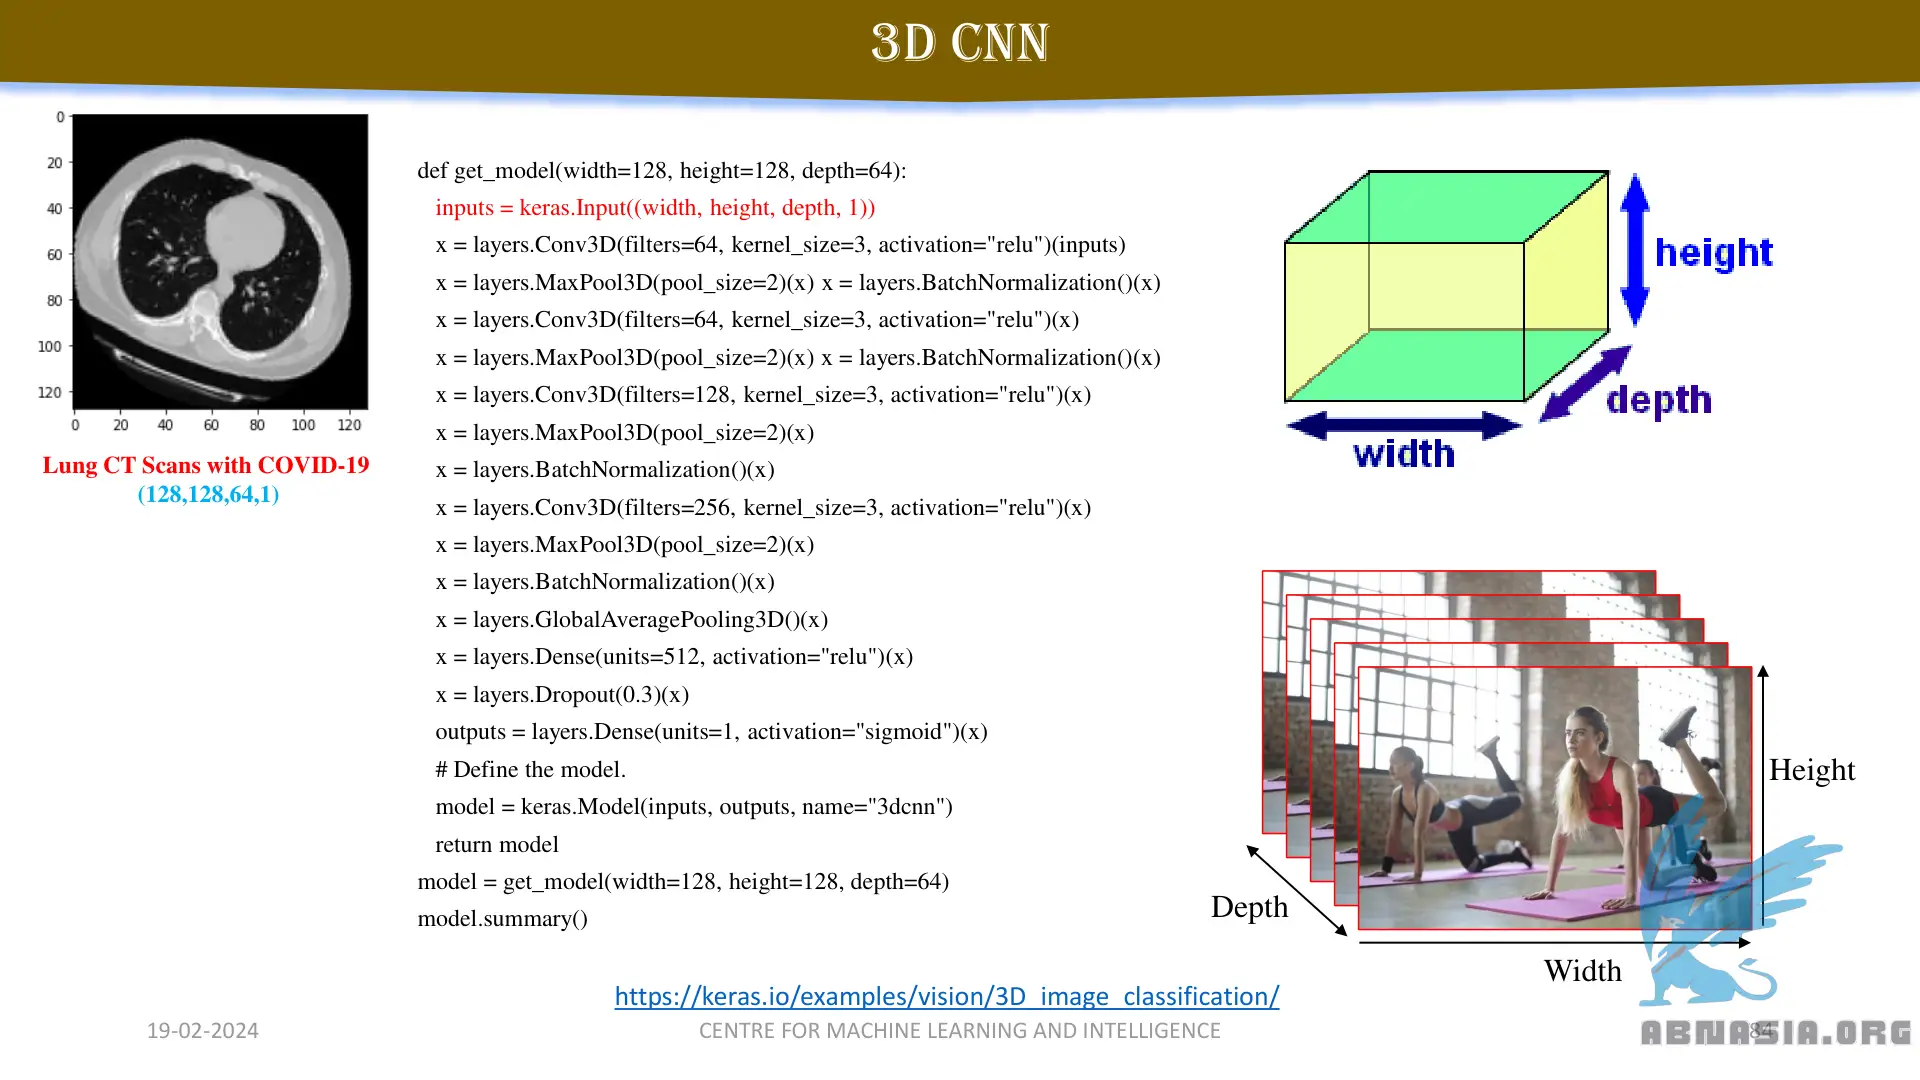 3D CNN
0
20
40
60
80
100
120
0 20 40 60 80 100 120
Lung CT Scans with COVID-19
(128,128,64,1)
def get_model(width=128, height=128, depth=64):
inputs = keras.Input((width, height, depth, 1))
x = layers.Conv3D(filters=64, kernel_size=3, activation="relu")(inputs)
x = layers.MaxPool3D(pool_size=2)(x) x = layers.BatchNormalization()(x)
x = layers.Conv3D(filters=64, kernel_size=3, activation="relu")(x)
x = layers.MaxPool3D(pool_size=2)(x) x = layers.BatchNormalization()(x)
x = layers.Conv3D(filters=128, kernel_size=3, activation="relu")(x)
x = layers.MaxPool3D(pool_size=2)(x)
x = layers.BatchNormalization()(x)
x = layers.Conv3D(filters=256, kernel_size=3, activation="relu")(x)
x = layers.MaxPool3D(pool_size=2)(x)
x = layers.BatchNormalization()(x)
x = layers.GlobalAveragePooling3D()(x)
x = layers.Dense(units=512, activation="relu")(x)
x = layers.Dropout(0.3)(x)
outputs = layers.Dense(units=1, activation="sigmoid")(x)
# Define the model.
model = keras.Model(inputs, outputs, name="3dcnn")
return model
model = get_model(width=128, height=128, depth=64)
model.summary()
height
depth
width
Height
Depth
Width
https://keras.io/examples/vision/3D_image_classification/
19-02-2024
CENTRE FOR MACHINE LEARNING AND INTELLIGENCE
84
ABNASIA.ORG